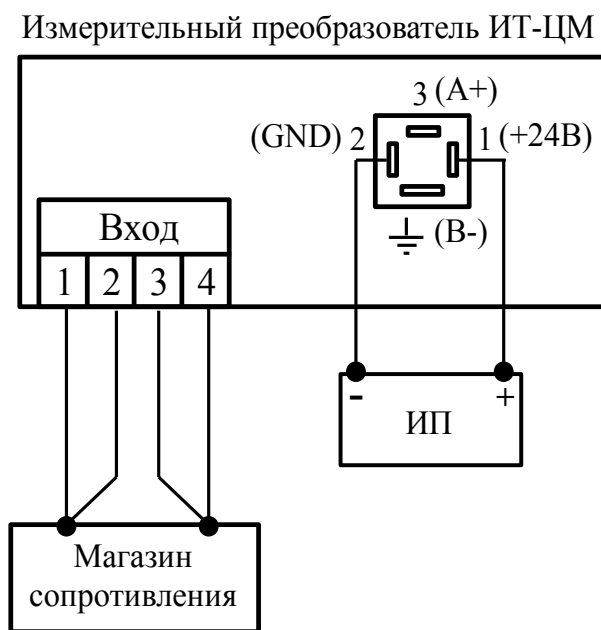 Измерительный преобразователь ИТ-ЦМ
3 (A+)
(GND) 2
1 (+24В)
(B-)
Вход
1 2 3 4
- +
ИП
Магазин
сопротивления